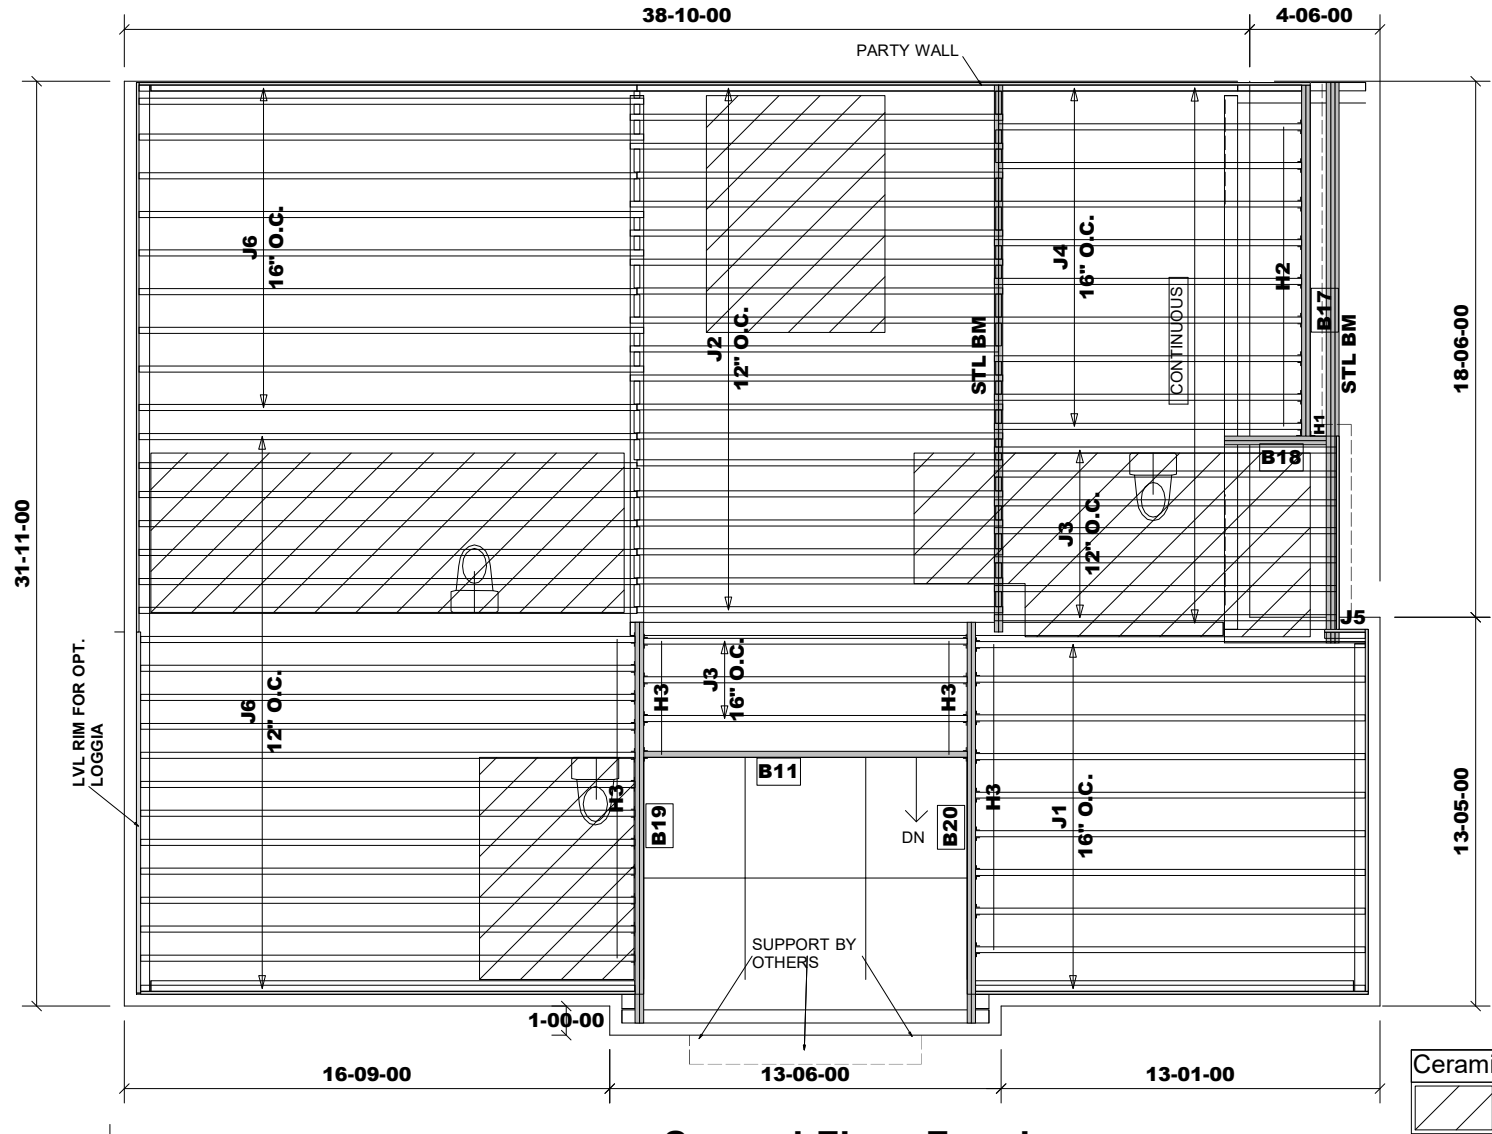 38-10-00
4-06-00
PARTY WALL
J6
16" O.C.
J2
12" O.C.
STL BM
J4
16" O.C.
CONTINUOUS
H2
B17
STL BM
18-06-00
H1
B18
31-11-00
J3
12" O.C.
J5
LVL RIM FOR OPT.
LOGGIA
J6
12" O.C.
H3
J3
16" O.C.
H3
B11
H3
B19
B20
DN
H3
J1
16" O.C.
13-05-00
SUPPORT BY
OTHERS
1-00-00
16-09-00
13-06-00
13-01-00
Cerami